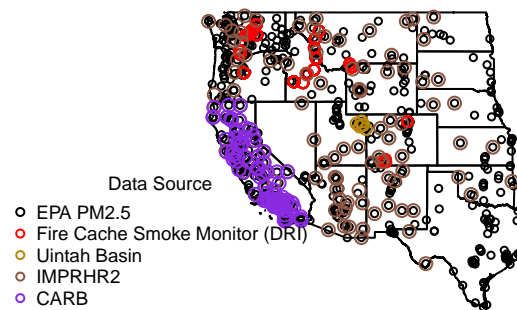 Data Source
EPA PM2.5
Fire Cache Smoke Monitor (DRI)
Uintah Basin
IMPRHR2
CARB